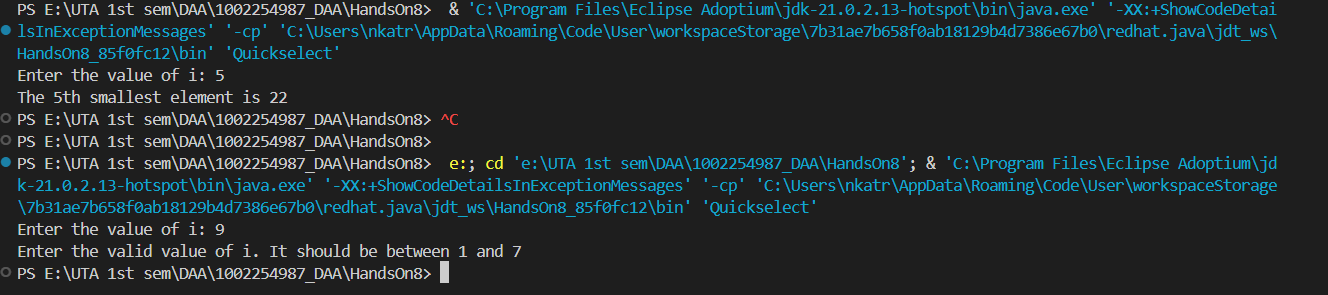 PS E:\UTA 1st sem\DAA\1002254987_DAA\HandsOn8>  & 'C:\Program Files\Eclipse Adoptium\jdk-21.0.2.13-hotspot\bin\java.exe' '-XX:+ShowCodeDetai
lsInExceptionMessages' '-cp' 'C:\Users\nkatr\AppData\Roaming\Code\User\workspaceStorage\7b31ae7b658f0ab18129b4d7386e67b0\redhat.java\jdt_ws\
HandsOn8_85f0fc12\bin' 'Quickselect'
Enter the value of i: 5
The 5th smallest element is 22
PS E:\UTA 1st sem\DAA\1002254987_DAA\HandsOn8> ^C
PS E:\UTA 1st sem\DAA\1002254987_DAA\HandsOn8>
PS E:\UTA 1st sem\DAA\1002254987_DAA\HandsOn8>  e:; cd 'e:\UTA 1st sem\DAA\1002254987_DAA\HandsOn8'; & 'C:\Program Files\Eclipse Adoptium\jd
k-21.0.2.13-hotspot\bin\java.exe' '-XX:+ShowCodeDetailsInExceptionMessages' '-cp' 'C:\Users\nkatr\AppData\Roaming\Code\User\workspaceStorage
\7b31ae7b658f0ab18129b4d7386e67b0\redhat.java\jdt_ws\HandsOn8_85f0fc12\bin' 'Quickselect'
Enter the value of i: 9
Enter the valid value of i. It should be between 1 and 7
PS E:\UTA 1st sem\DAA\1002254987_DAA\HandsOn8>